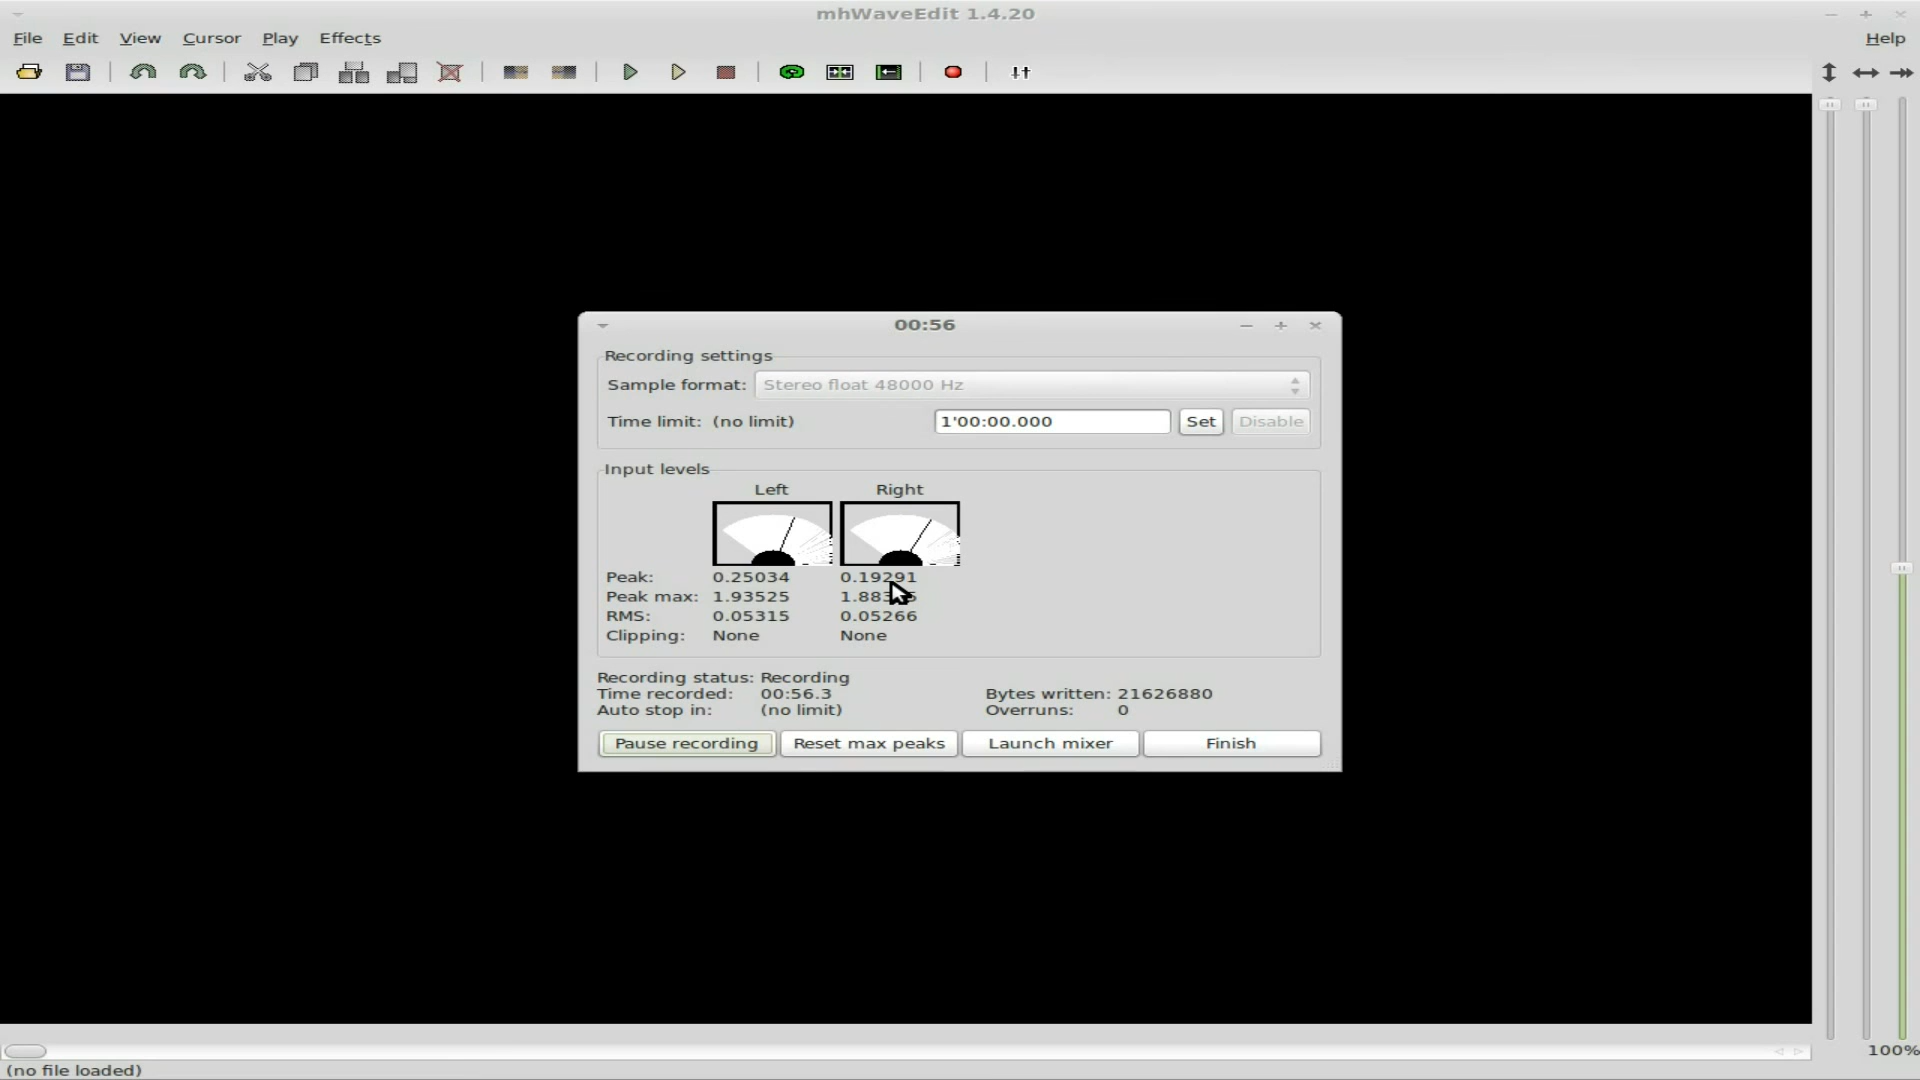 mhWaveEdit 1.4.20
File Edit View Cursor Play Effects Help
00:56
Recording settings
Sample format: Stereo float 48000 Hz
Time limit: (no limit) 1'00:00.000 Set Disable
Input levels
Left Right
Peak: 0.25034 0.19291
Peak max: 1.93525
RMS: 0.05315 0.05266
Clipping: None None
Recording status: Recording
Time recorded: 00:56.3 Bytes written: 21626880
Auto stop in: (no limit) Overruns: 0
Pause recording Reset max peaks Launch mixer Finish
100%
(no file loaded)